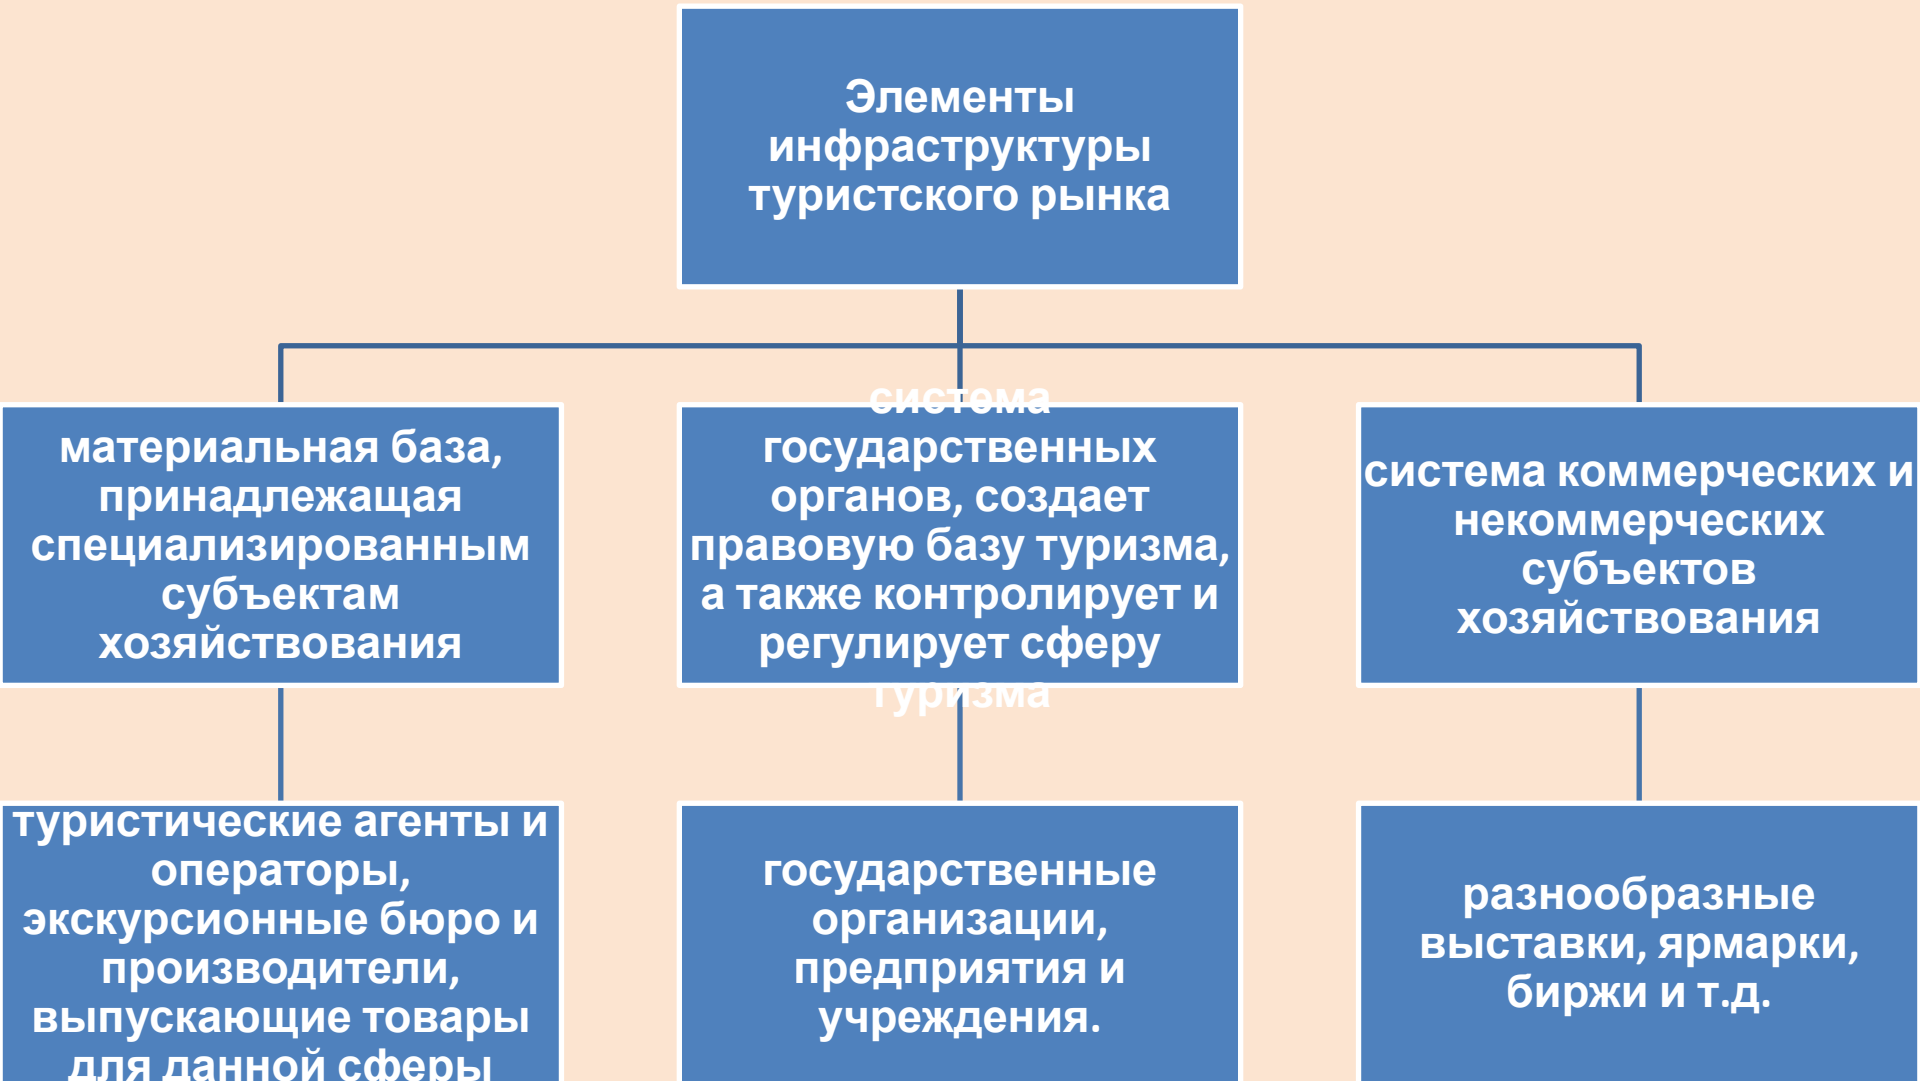 Элементы
инфраструктуры
туристского рынка
материальная база,
принадлежащая
специализированным
субъектам
хозяйствования
система
государственных
органов, создает
правовую базу туризма,
а также контролирует и
регулирует сферу
туризма
система коммерческих и
некоммерческих
субъектов
хозяйствования
туристические агенты и
операторы,
экскурсионные бюро и
производители,
выпускающие товары
для данной сферы
государственные
организации,
предприятия и
учреждения.
разнообразные
выставки, ярмарки,
биржи и т.д.